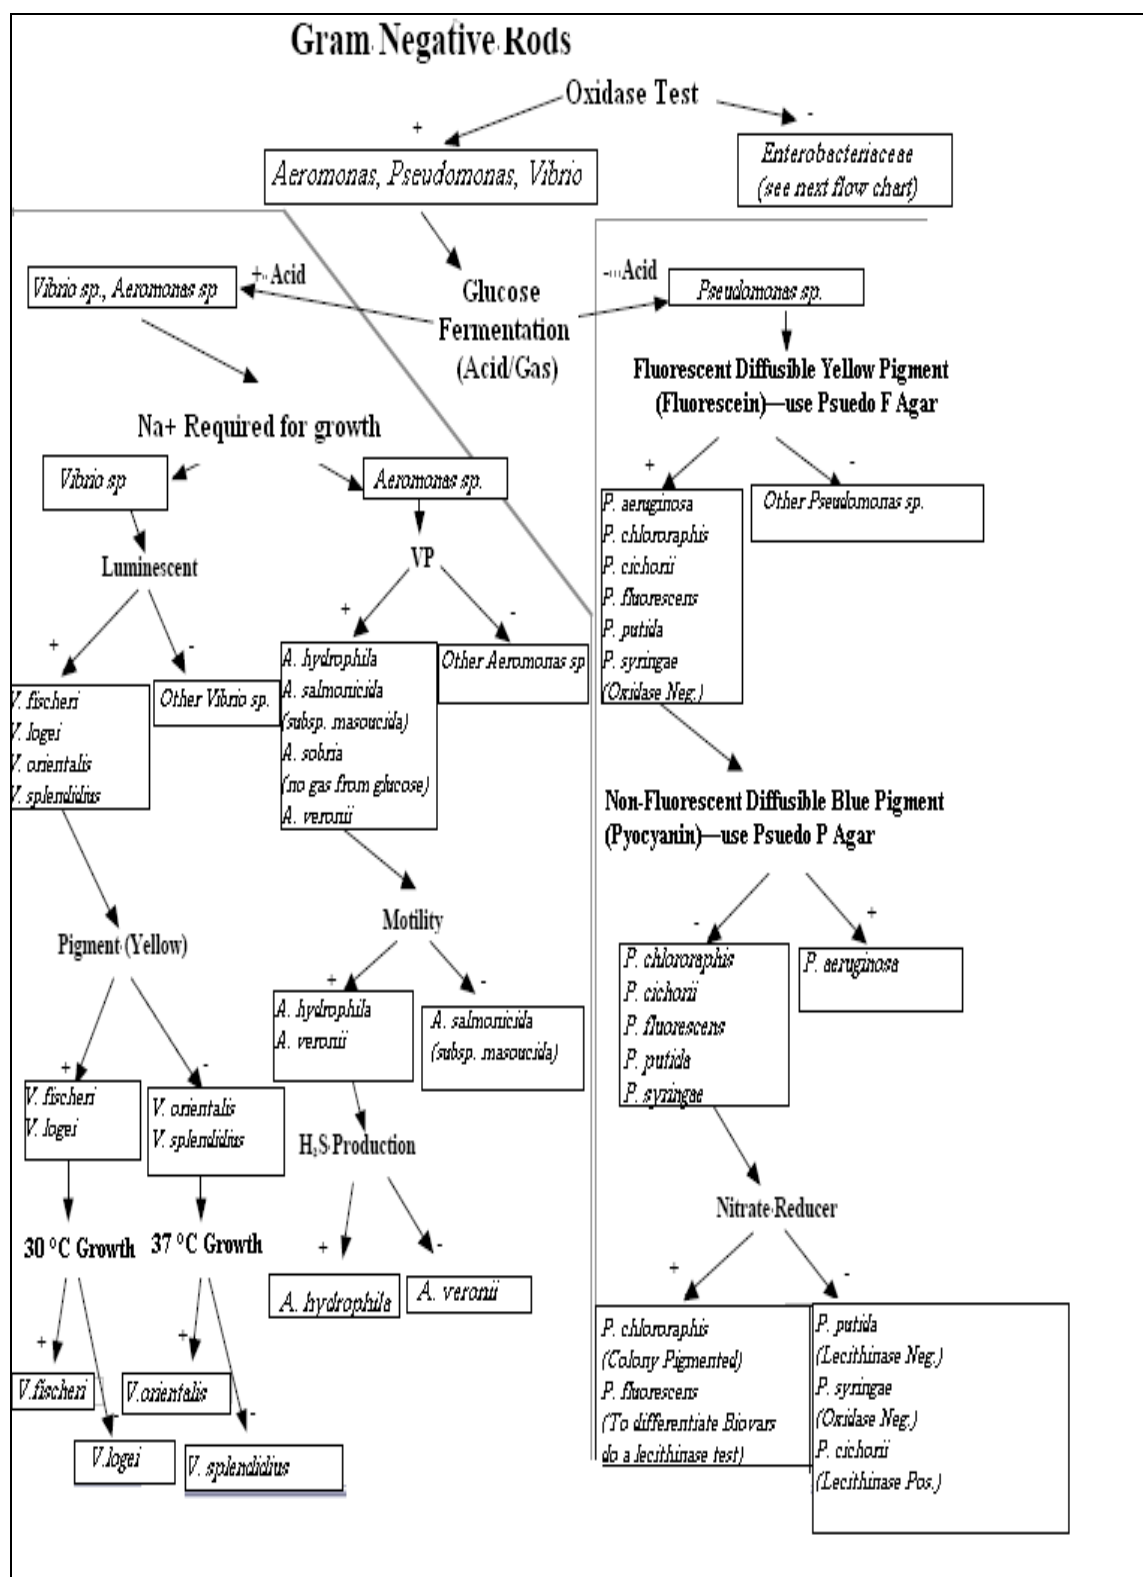 Gram Negative Rods
Oxidase Test
+
-
Aeromonas, Pseudomonas, Vibrio
Enterobacteriaceae
(see next flow chart)
Vibrio sp., Aeromonas sp
+ Acid
Glucose
Fermentation
(Acid/Gas)
- Acid
Pseudomonas sp.
Fluorescent Diffusible Yellow Pigment
(Fluorescein)—use Psuedo F Agar
+
-
P. aeruginosa
P. chlororaphis
P. cichorii
P. fluorescens
P. putida
P. syringae
(Oxidase Neg.)
Other Pseudomonas sp.
Na+ Required for growth
Vibrio sp
Aeromonas sp.
Luminescent
+
-
V. fischeri
V. logei
V. orientalis
V. splendidius
Other Vibrio sp.
VP
+
-
A. hydrophila
A. salmonicida
(subsp. masoucida)
A. sobria
(no gas from glucose)
A. veronii
Other Aeromonas sp
Non-Fluorescent Diffusible Blue Pigment
(Pyocyanin)—use Psuedo P Agar
-
+
P. chlororaphis
P. cichorii
P. fluorescens
P. putida
P. syringae
P. aeruginosa
Pigment (Yellow)
+
-
V. fischeri
V. logei
V. orientalis
V. splendidius
Motility
+
-
A. hydrophila
A. veronii
A. salmonicida
(subsp. masoucida)
H₂S Production
+
-
A. hydrophila
A. veronii
30 °C Growth
37 °C Growth
+
-
+
-
V.fischeri
V.logei
V.orientalis
V. splendidius
Nitrate Reducer
+
-
P. chlororaphis
(Colony Pigmented)
P. fluorescens
(To differentiate Biovars
do a lecithinase test)
P. putida
(Lecithinase Neg.)
P. syringae
(Oxidase Neg.)
P. cichorii
(Lecithinase Pos.)